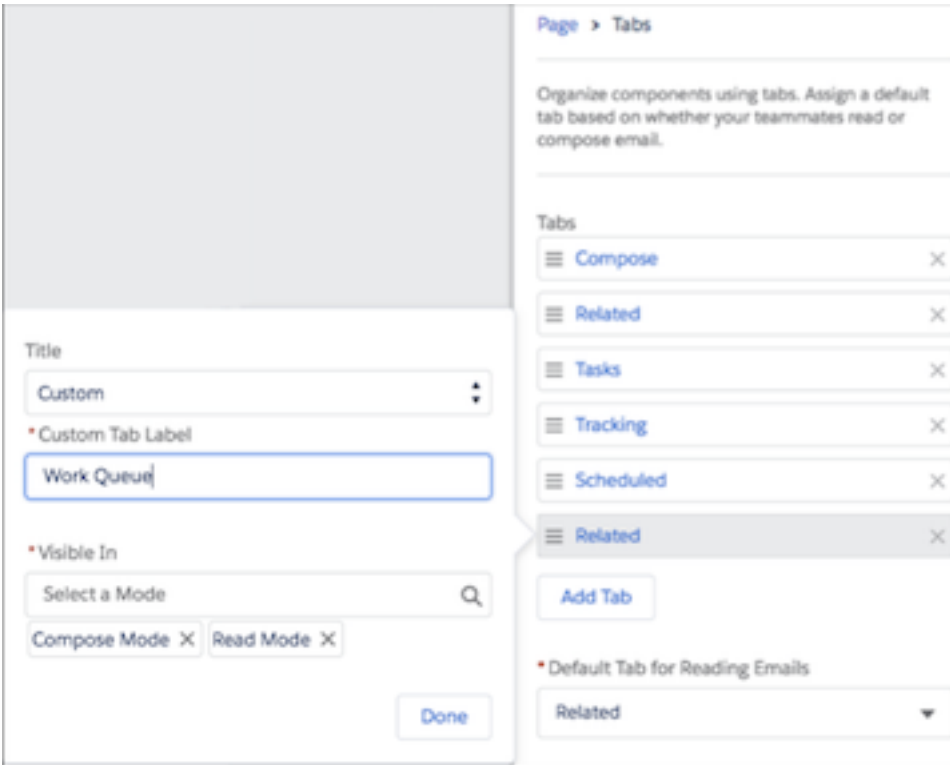 Page > Tabs
Organize components using tabs. Assign a default
tab based on whether your teammates read or
compose email.
Tabs
Compose
Related
Tasks
Tracking
Scheduled
Related
Add Tab
*Default Tab for Reading Emails
Related
Title
Custom
*Custom Tab Label
Work Queue
*Visible In
Select a Mode
Compose Mode × Read Mode ×
Done